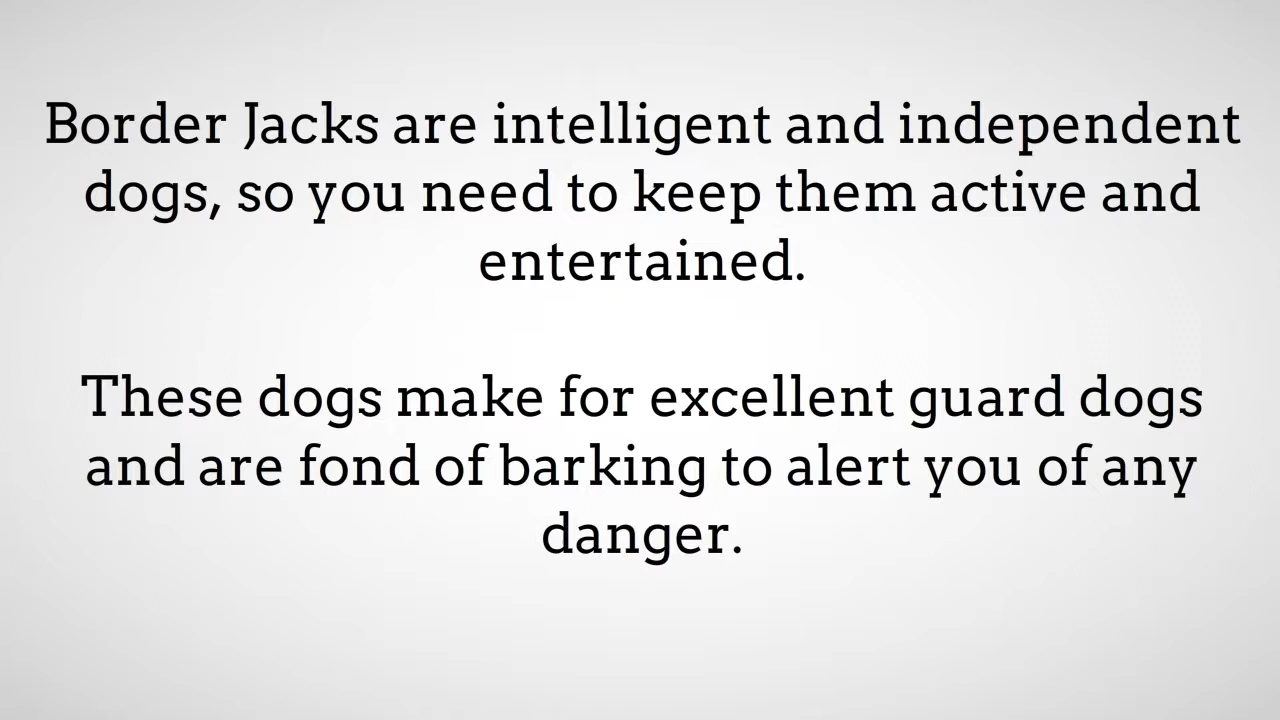 Border Jacks are intelligent and independent
dogs, so you need to keep them active and
entertained.
These dogs make for excellent guard dogs
and are fond of barking to alert you of any
danger.